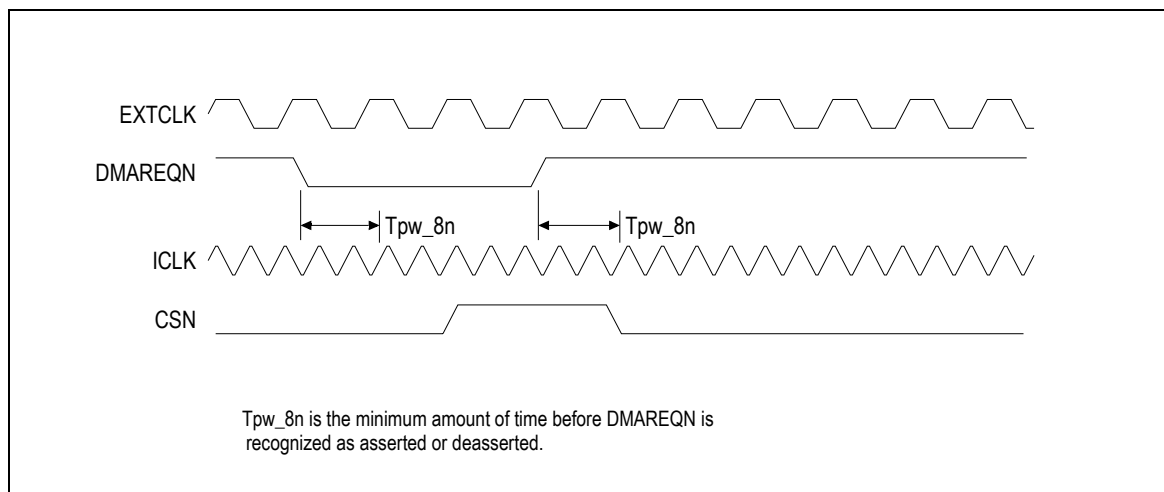 EXTCLK
DMAREQN
Tpw_8n Tpw_8n
ICLK
CSN
Tpw_8n is the minimum amount of time before DMAREQN is
recognized as asserted or deasserted.